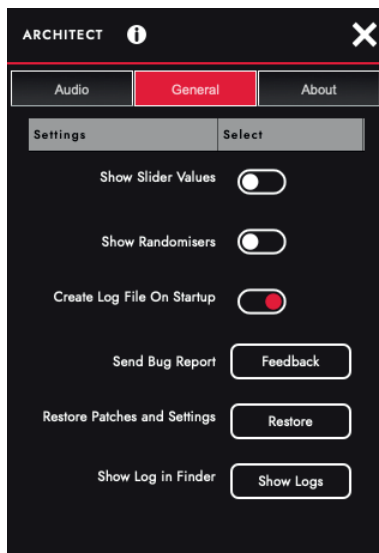 ARCHITECT i
Audio General About
Settings Select
Show Slider Values
Show Randomisers
Create Log File On Startup
Send Bug Report Feedback
Restore Patches and Settings Restore
Show Log in Finder Show Logs